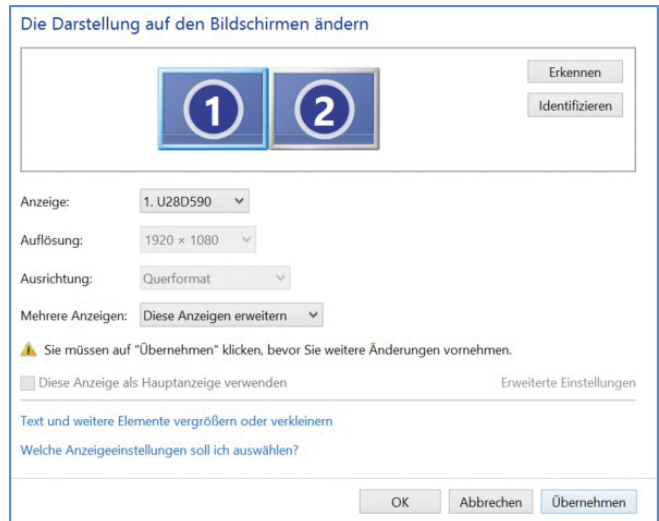 Die Darstellung auf den Bildschirmen ändern
1
2
Erkennen
Identifizieren
Anzeige: 1. U28D590
Auflösung: 1920 × 1080
Ausrichtung: Querformat
Mehrere Anzeigen: Diese Anzeigen erweitern
Sie müssen auf "Übernehmen" klicken, bevor Sie weitere Änderungen vornehmen.
Diese Anzeige als Hauptanzeige verwenden Erweiterte Einstellungen
Text und weitere Elemente vergrößern oder verkleinern
Welche Anzeigeeinstellungen soll ich auswählen?
OK Abbrechen Übernehmen